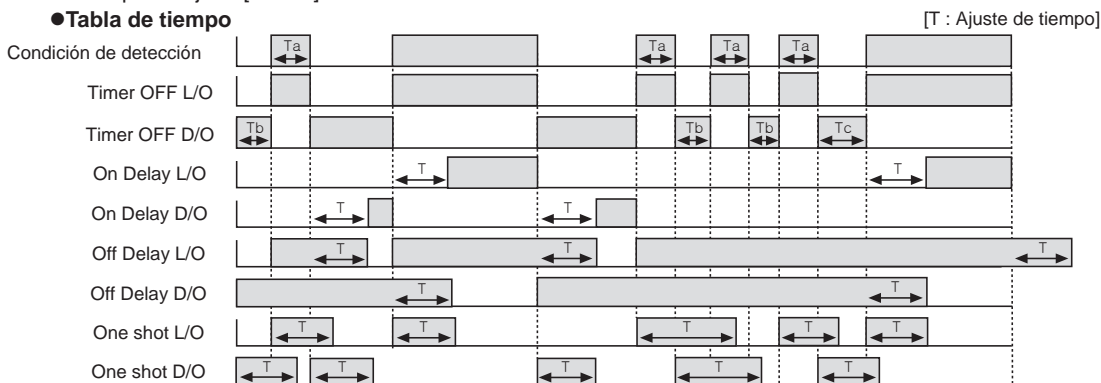 ●Tabla de tiempo [T : Ajuste de tiempo]
Condición de detección Ta Ta Ta Ta
Timer OFF L/O
Timer OFF D/O Tb Tb Tb Tc
On Delay L/O T T
On Delay D/O T T
Off Delay L/O T T T
Off Delay D/O T T
One shot L/O T T T T T
One shot D/O T T T T T